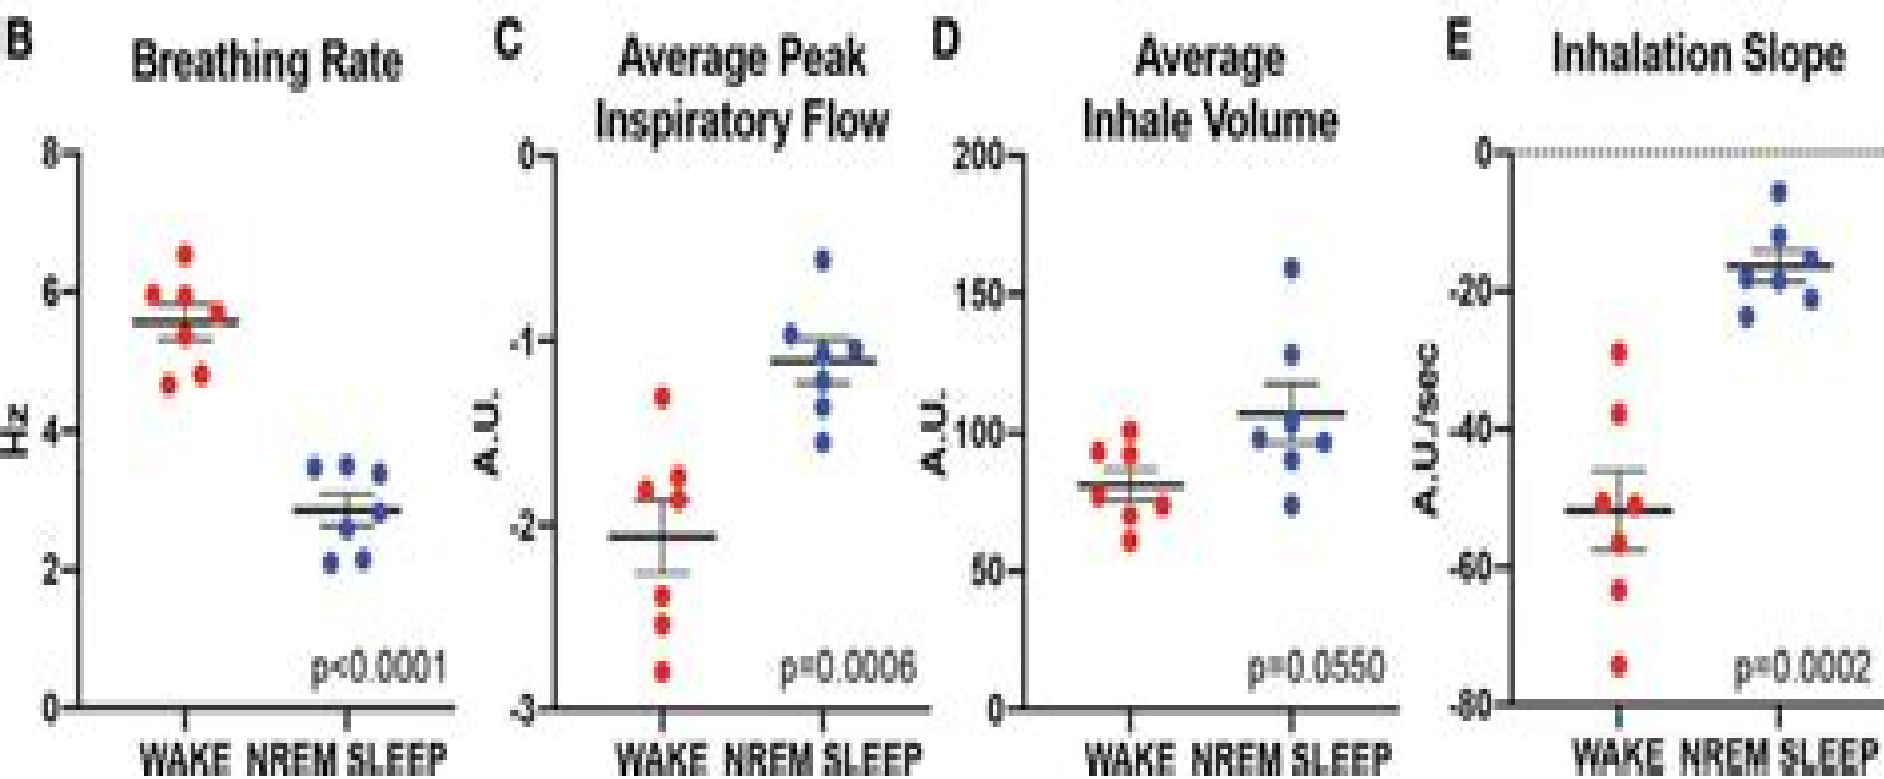 B
Breathing Rate
8
6
4
2
0
Hz
p<0.0001
WAKE NREM SLEEP
C
Average Peak
Inspiratory Flow
0
-1
-2
-3
A.U.
p=0.0006
WAKE NREM SLEEP
D
Average
Inhale Volume
200
150
100
50
0
A.U.
p=0.0550
WAKE NREM SLEEP
E
Inhalation Slope
0
-20
-40
-60
-80
A.U./sec
p=0.0002
WAKE NREM SLEEP